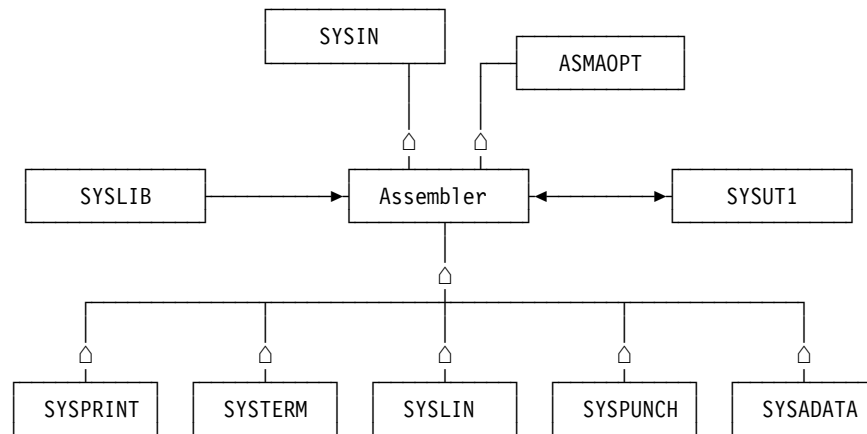 SYSIN
ASMAOPT
SYSLIB
Assembler
SYSUT1
SYSPRINT
SYSTERM
SYSLIN
SYSPUNCH
SYSADATA